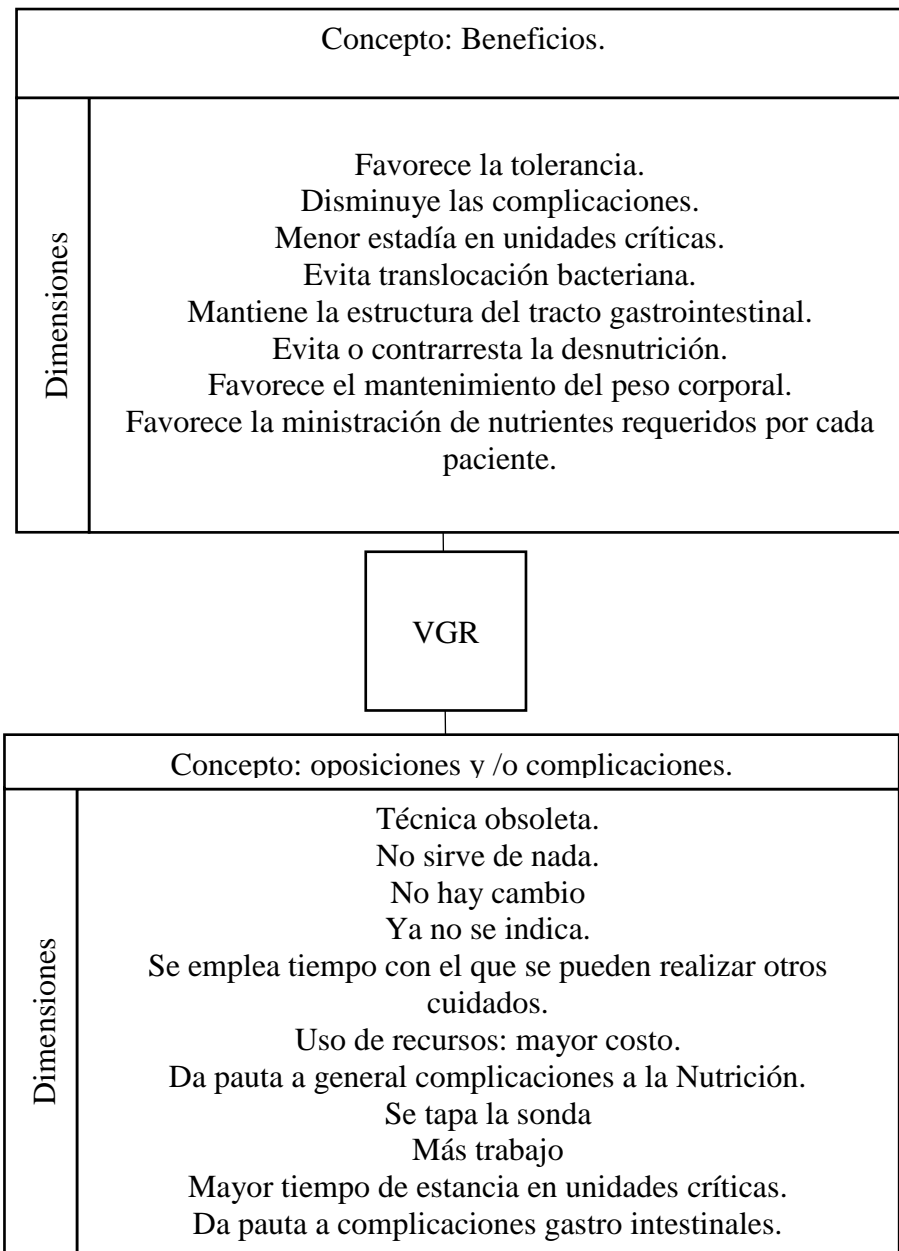 Concepto: Beneficios.
Dimensiones
Favorece la tolerancia.
Disminuye las complicaciones.
Menor estadía en unidades críticas.
Evita translocación bacteriana.
Mantiene la estructura del tracto gastrointestinal.
Evita o contrarresta la desnutrición.
Favorece el mantenimiento del peso corporal.
Favorece la ministración de nutrientes requeridos por cada
paciente.
VGR
Concepto: oposiciones y /o complicaciones.
Dimensiones
Técnica obsoleta.
No sirve de nada.
No hay cambio
Ya no se indica.
Se emplea tiempo con el que se pueden realizar otros
cuidados.
Uso de recursos: mayor costo.
Da pauta a general complicaciones a la Nutrición.
Se tapa la sonda
Más trabajo
Mayor tiempo de estancia en unidades críticas.
Da pauta a complicaciones gastro intestinales.